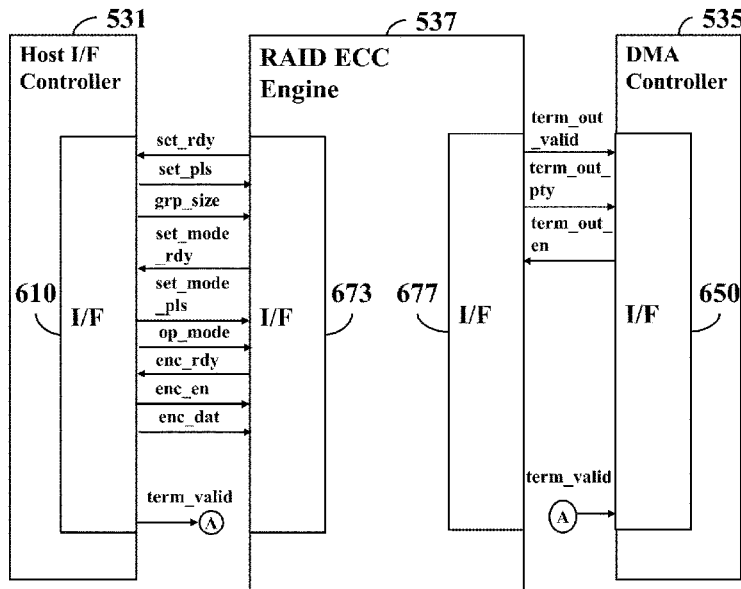 531
537
535
Host I/F
Controller
RAID ECC
Engine
DMA
Controller
set_rdy
set_pls
grp_size
set_mode
_rdy
set_mode
_pls
op_mode
enc_rdy
enc_en
enc_dat
term_valid
A
610
I/F
673
I/F
677
I/F
650
I/F
term_out
_valid
term_out_
pty
term_out_
en
term_valid
A